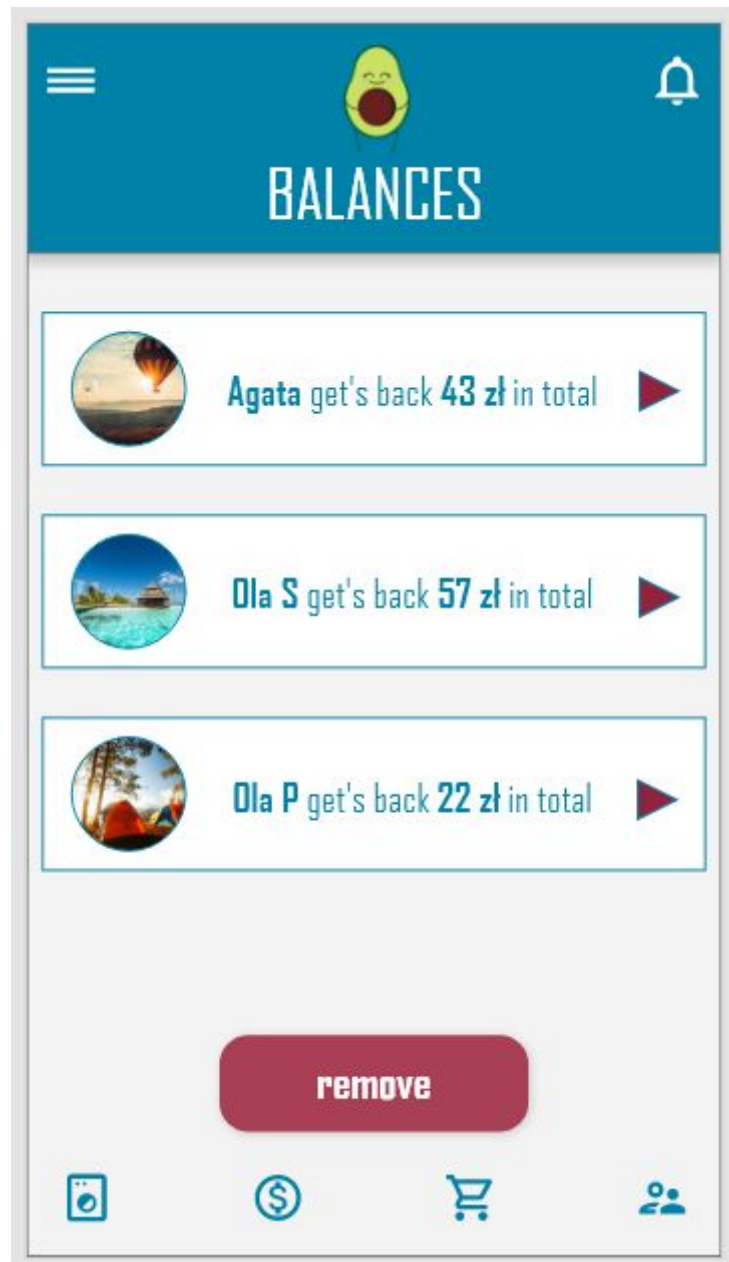 BALANCES
Agata get's back 43 zł in total
Ola S get's back 57 zł in total
Ola P get's back 22 zł in total
remove